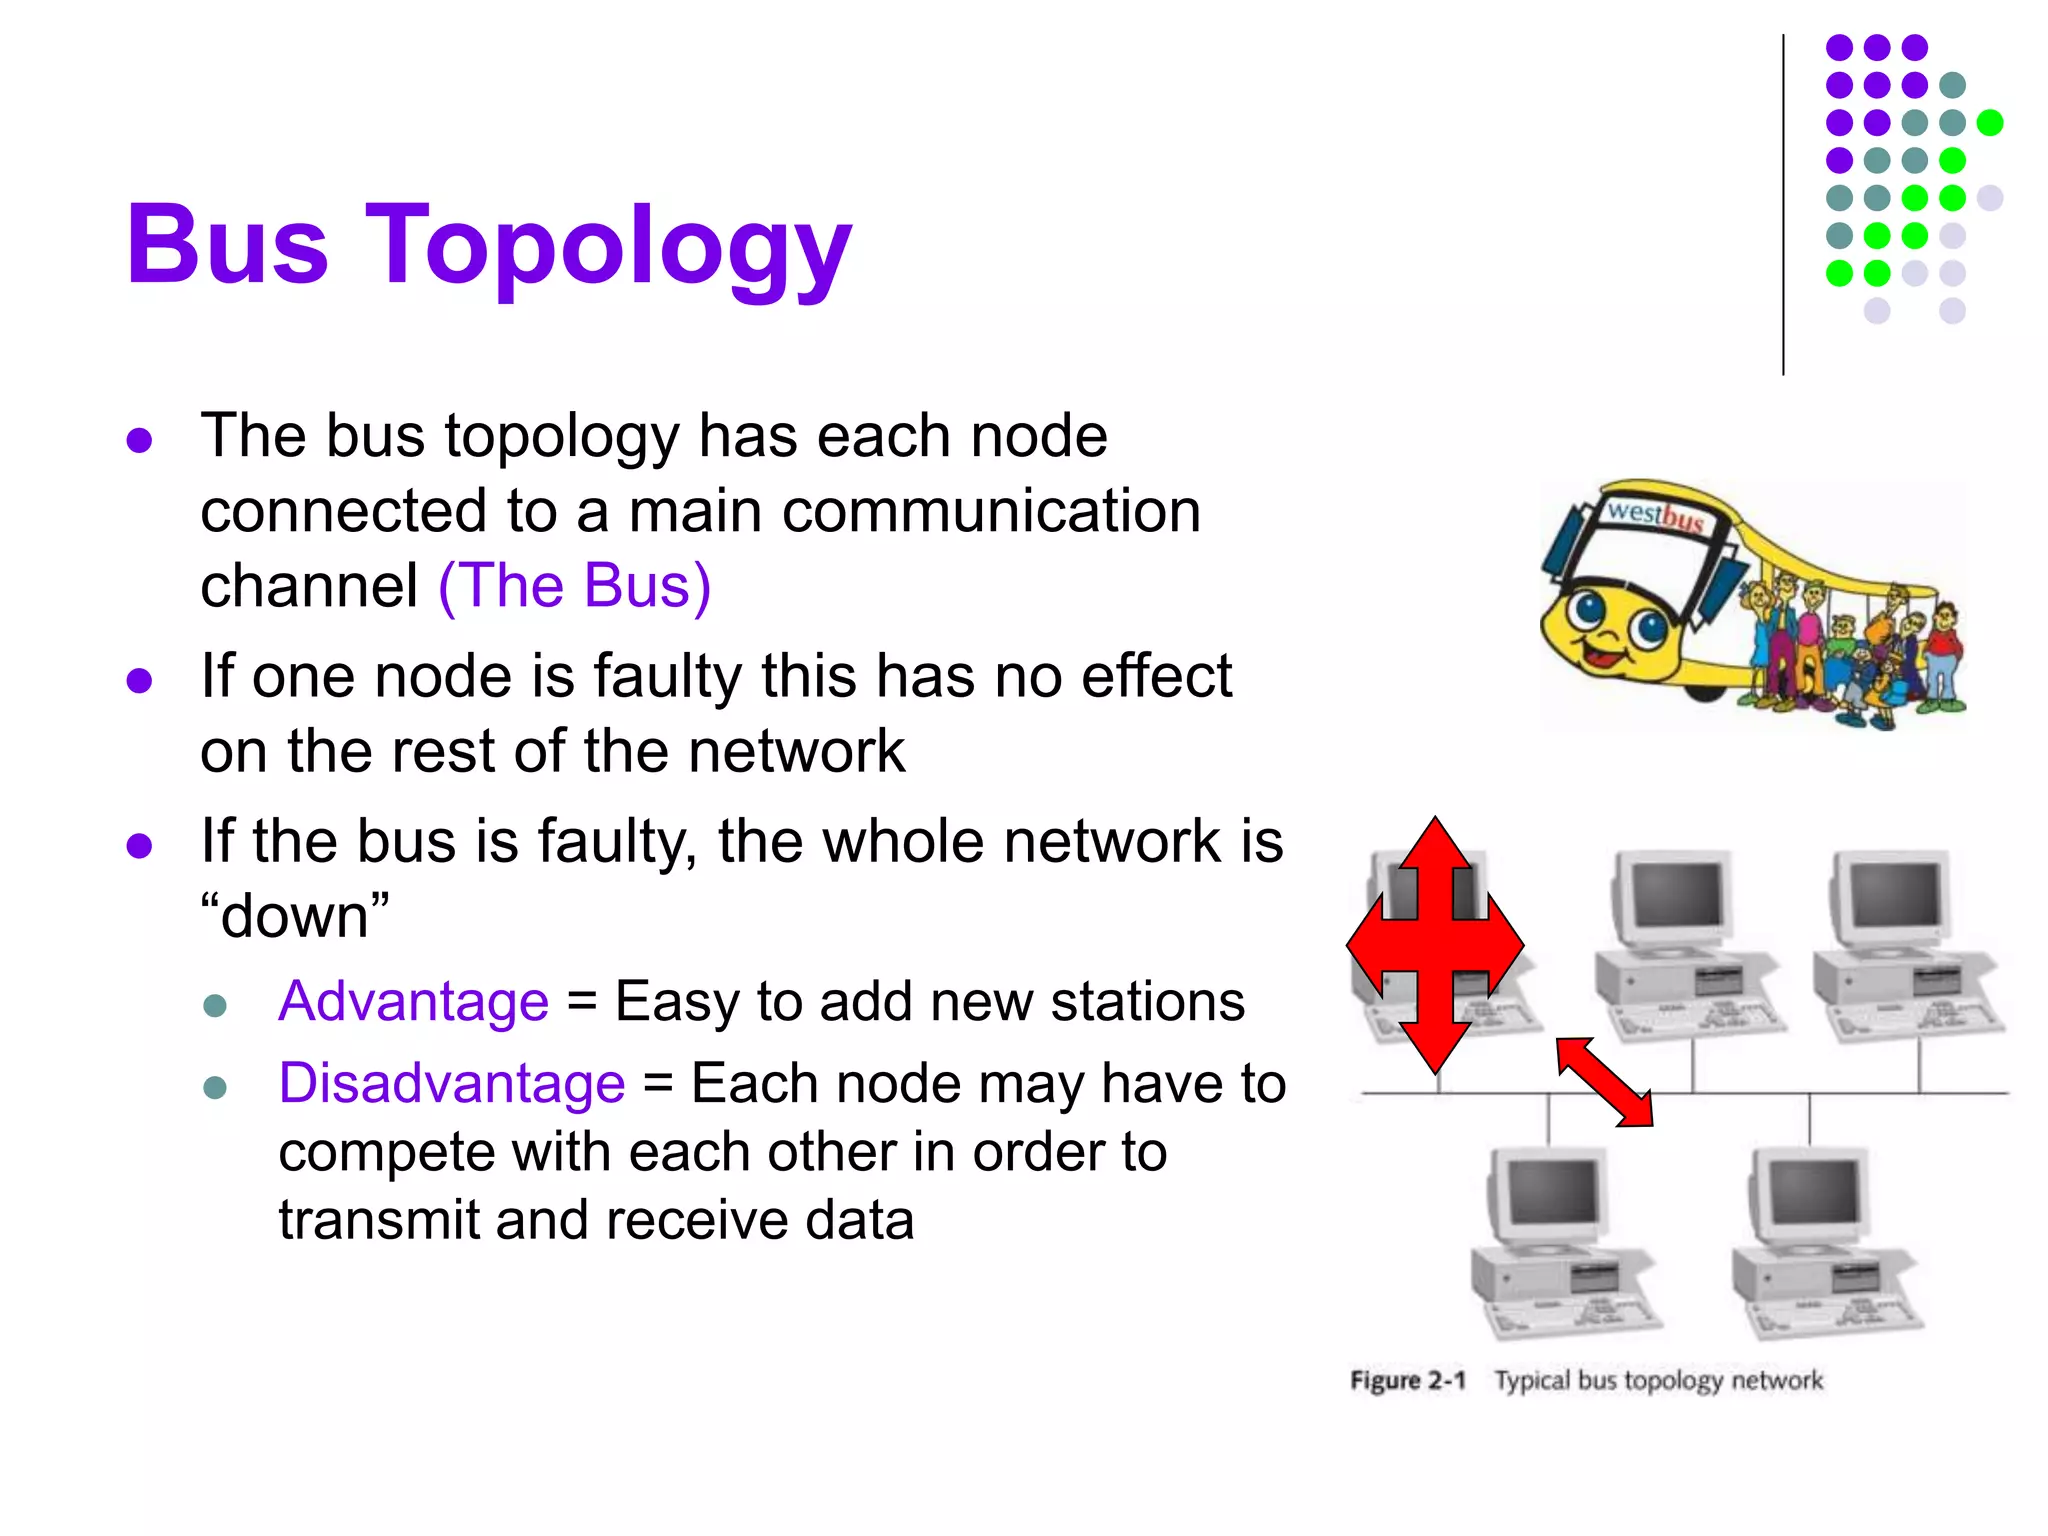 Bus Topology
The bus topology has each node
connected to a main communication
channel (The Bus)
If one node is faulty this has no effect
on the rest of the network
If the bus is faulty, the whole network is
“down”
Advantage = Easy to add new stations
Disadvantage = Each node may have to
compete with each other in order to
transmit and receive data
westbus
Figure 2-1 Typical bus topology network